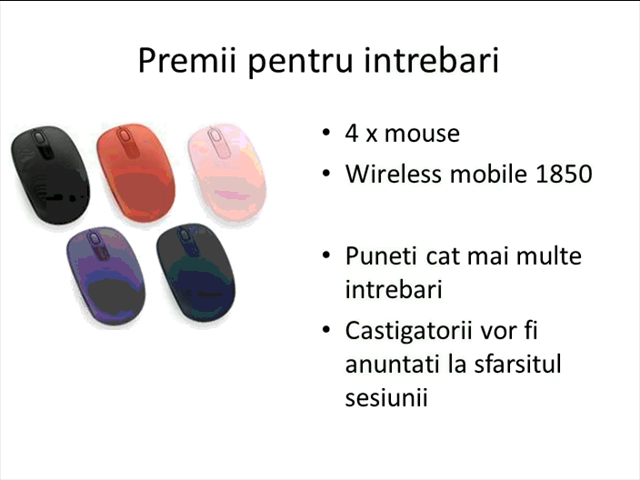 Premii pentru intrebari
• 4 x mouse
• Wireless mobile 1850
• Puneti cat mai multe
intrebari
• Castigatorii vor fi
anuntati la sfarsitul
sesiunii